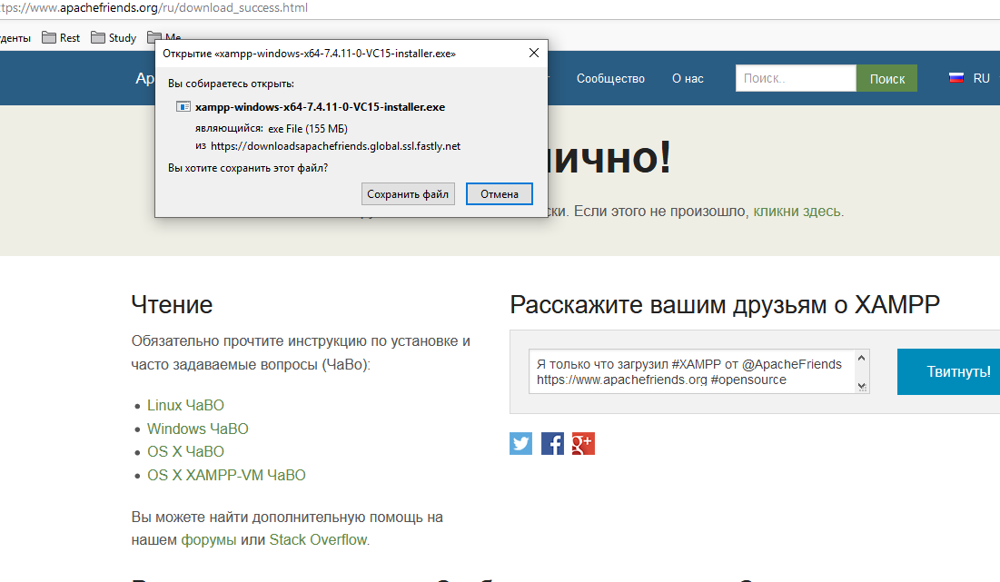 https://www.apachefriends.org/ru/download_success.html
Rest Study Me
Открытие «xampp-windows-x64-7.4.11-0-VC15-installer.exe»
Ap
Сообщество О нас Поиск.. Поиск RU
Вы собираетесь открыть:
xampp-windows-x64-7.4.11-0-VC15-installer.exe
являющийся: exe File (155 МБ)
из https://downloadsapachefriends.global.ssl.fastly.net
Вы хотите сохранить этот файл?
Сохранить файл Отмена
ично!
ски. Если этого не произошло, кликни здесь.
Чтение
Обязательно прочтите инструкцию по установке и
часто задаваемые вопросы (ЧаВо):
Linux ЧаВО
Windows ЧаВО
OS X ЧаВО
OS X XAMPP-VM ЧаВО
Вы можете найти дополнительную помощь на
нашем форумы или Stack Overflow.
Расскажите вашим друзьям о XAMPP
Я только что загрузил #XAMPP от @ApacheFriends
https://www.apachefriends.org #opensource
Твитнуть!